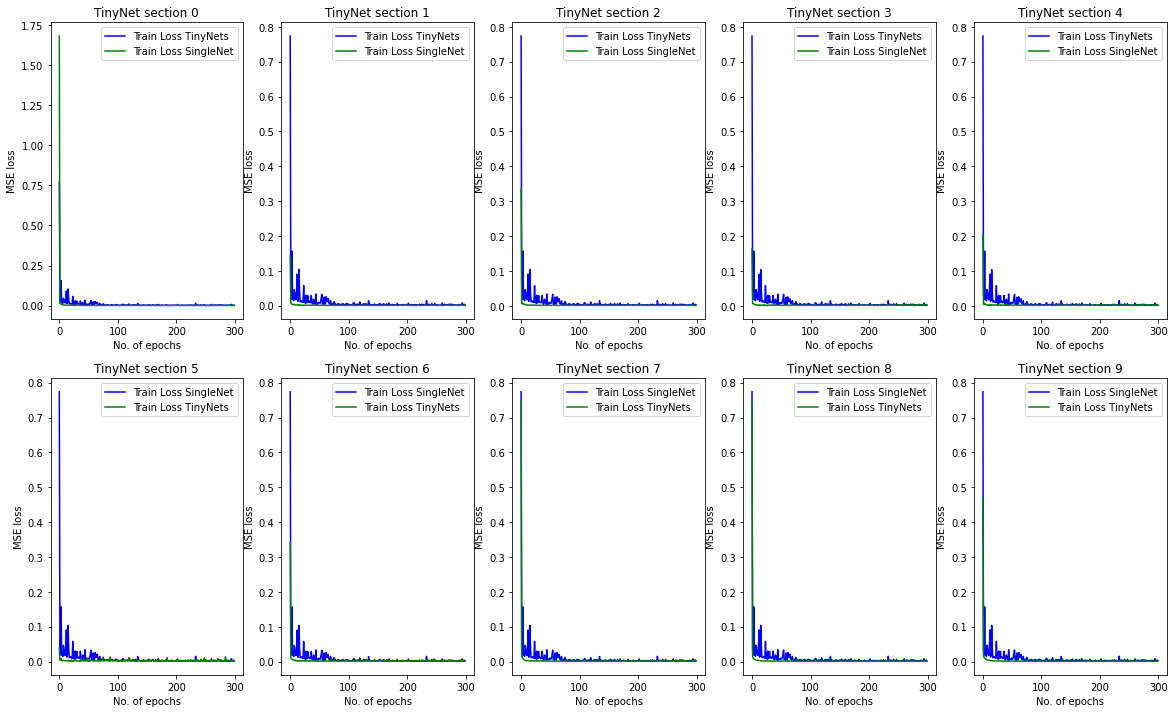 TinyNet section 0
1.75
1.50
1.25
1.00
0.75
0.50
0.25
0.00
MSE loss
Train Loss TinyNets
Train Loss SingleNet
0 100 200 300
No. of epochs
TinyNet section 1
0.8
0.7
0.6
0.5
0.4
0.3
0.2
0.1
0.0
MSE loss
Train Loss TinyNets
Train Loss SingleNet
0 100 200 300
No. of epochs
TinyNet section 2
0.8
0.7
0.6
0.5
0.4
0.3
0.2
0.1
0.0
MSE loss
Train Loss TinyNets
Train Loss SingleNet
0 100 200 300
No. of epochs
TinyNet section 3
0.8
0.7
0.6
0.5
0.4
0.3
0.2
0.1
0.0
MSE loss
Train Loss TinyNets
Train Loss SingleNet
0 100 200 300
No. of epochs
TinyNet section 4
0.8
0.7
0.6
0.5
0.4
0.3
0.2
0.1
0.0
MSE loss
Train Loss TinyNets
Train Loss SingleNet
0 100 200 300
No. of epochs
TinyNet section 5
0.8
0.7
0.6
0.5
0.4
0.3
0.2
0.1
0.0
MSE loss
Train Loss SingleNet
Train Loss TinyNets
0 100 200 300
No. of epochs
TinyNet section 6
0.8
0.7
0.6
0.5
0.4
0.3
0.2
0.1
0.0
MSE loss
Train Loss SingleNet
Train Loss TinyNets
0 100 200 300
No. of epochs
TinyNet section 7
0.8
0.7
0.6
0.5
0.4
0.3
0.2
0.1
0.0
MSE loss
Train Loss SingleNet
Train Loss TinyNets
0 100 200 300
No. of epochs
TinyNet section 8
0.8
0.7
0.6
0.5
0.4
0.3
0.2
0.1
0.0
MSE loss
Train Loss SingleNet
Train Loss TinyNets
0 100 200 300
No. of epochs
TinyNet section 9
0.8
0.7
0.6
0.5
0.4
0.3
0.2
0.1
0.0
MSE loss
Train Loss SingleNet
Train Loss TinyNets
0 100 200 300
No. of epochs